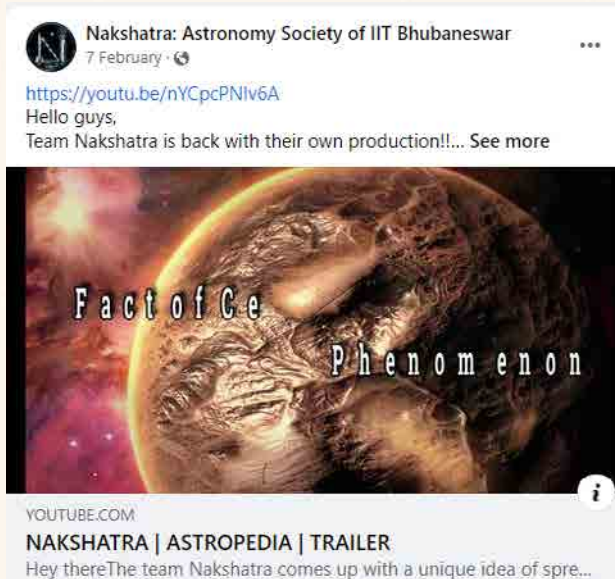 Nakshatra: Astronomy Society of IIT Bhubaneswar
7 February ·
https://youtu.be/nYCpcPNIv6A
Hello guys,
Team Nakshatra is back with their own production!!... See more
Fact of Ce
Phenomenon
YOUTUBE.COM
NAKSHATRA | ASTROPEDIA | TRAILER
Hey thereThe team Nakshatra comes up with a unique idea of spre...